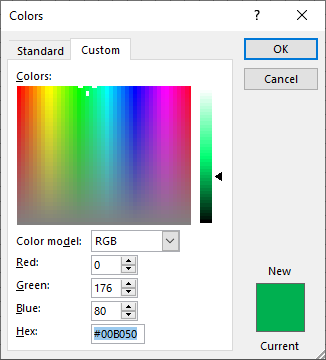 Colors ?
Standard Custom OK
Colors: Cancel
Color model: RGB
Red: 0
Green: 176
Blue: 80
Hex: #00B050
New
Current